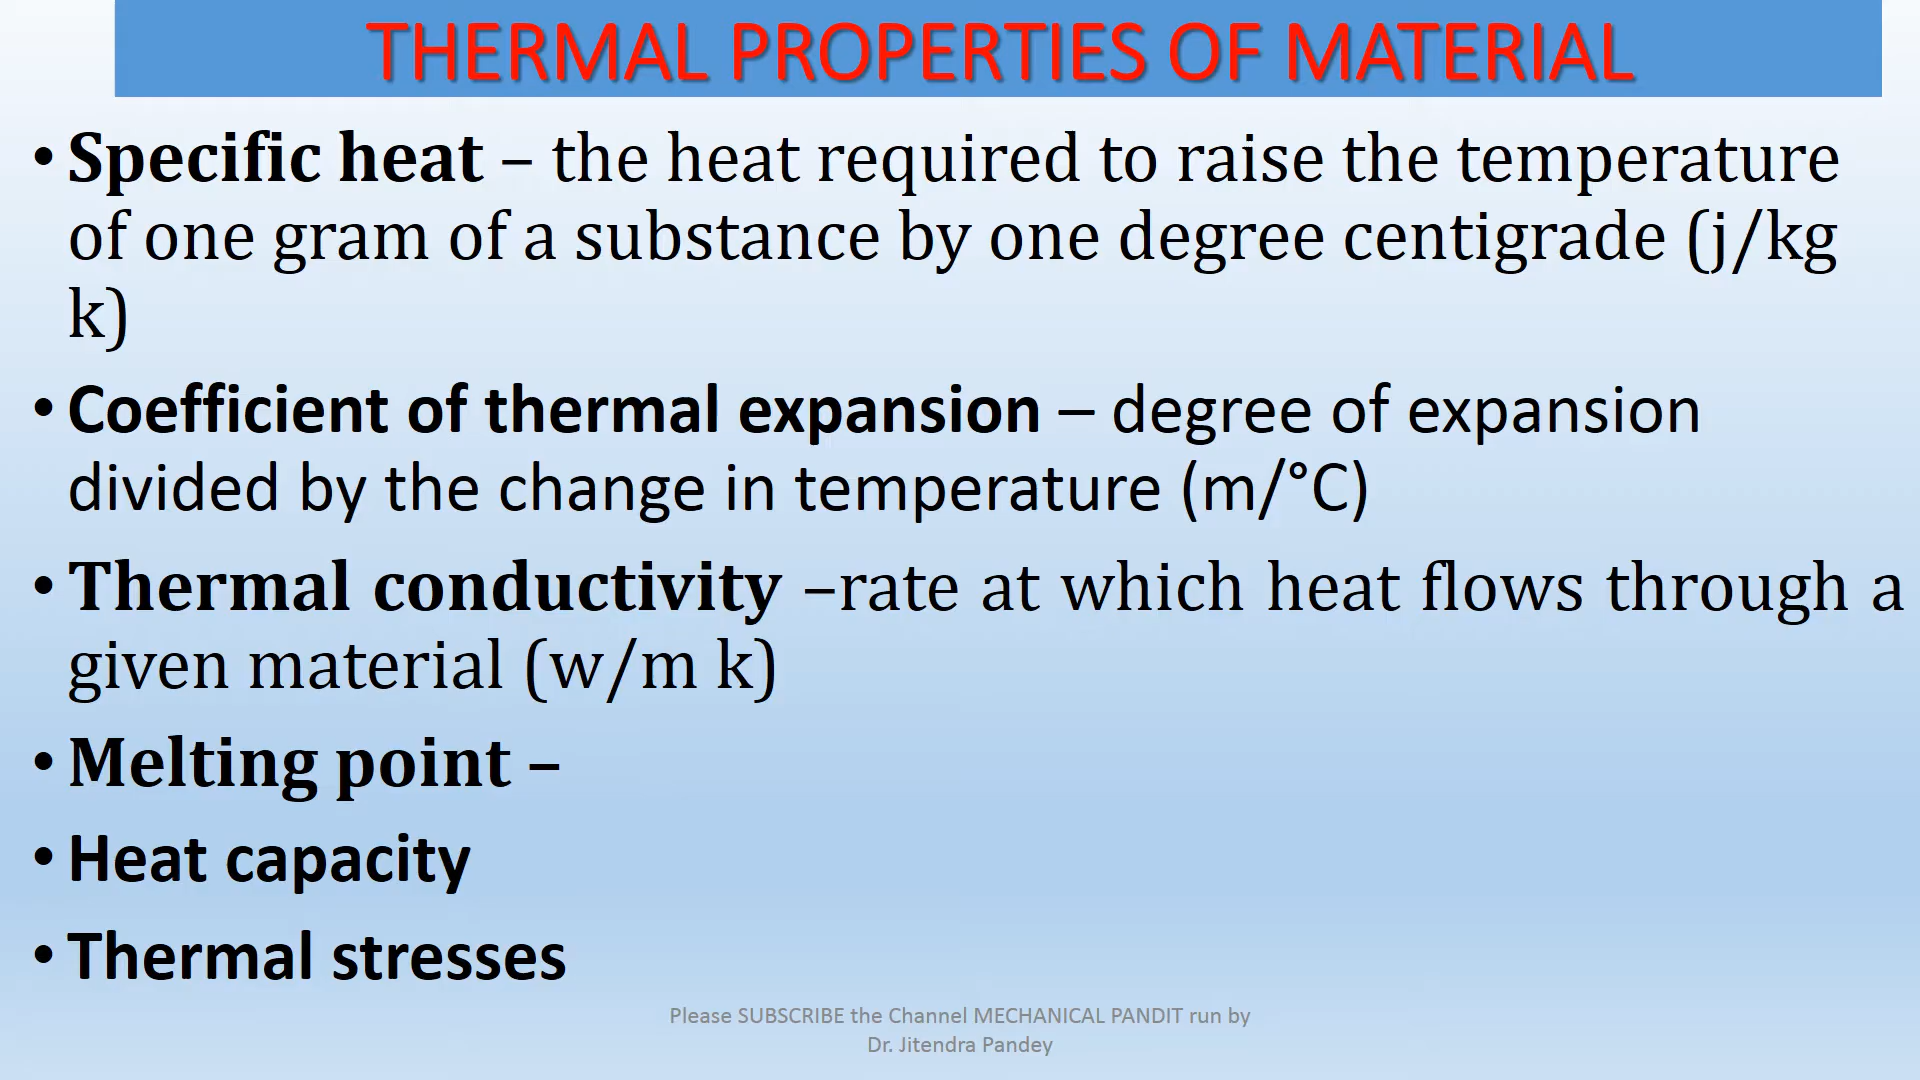 THERMAL PROPERTIES OF MATERIAL
• Specific heat – the heat required to raise the temperature
of one gram of a substance by one degree centigrade (j/kg
k)
• Coefficient of thermal expansion – degree of expansion
divided by the change in temperature (m/°C)
• Thermal conductivity –rate at which heat flows through a
given material (w/m k)
• Melting point –
• Heat capacity
• Thermal stresses
Please SUBSCRIBE the Channel MECHANICAL PANDIT run by
Dr. Jitendra Pandey